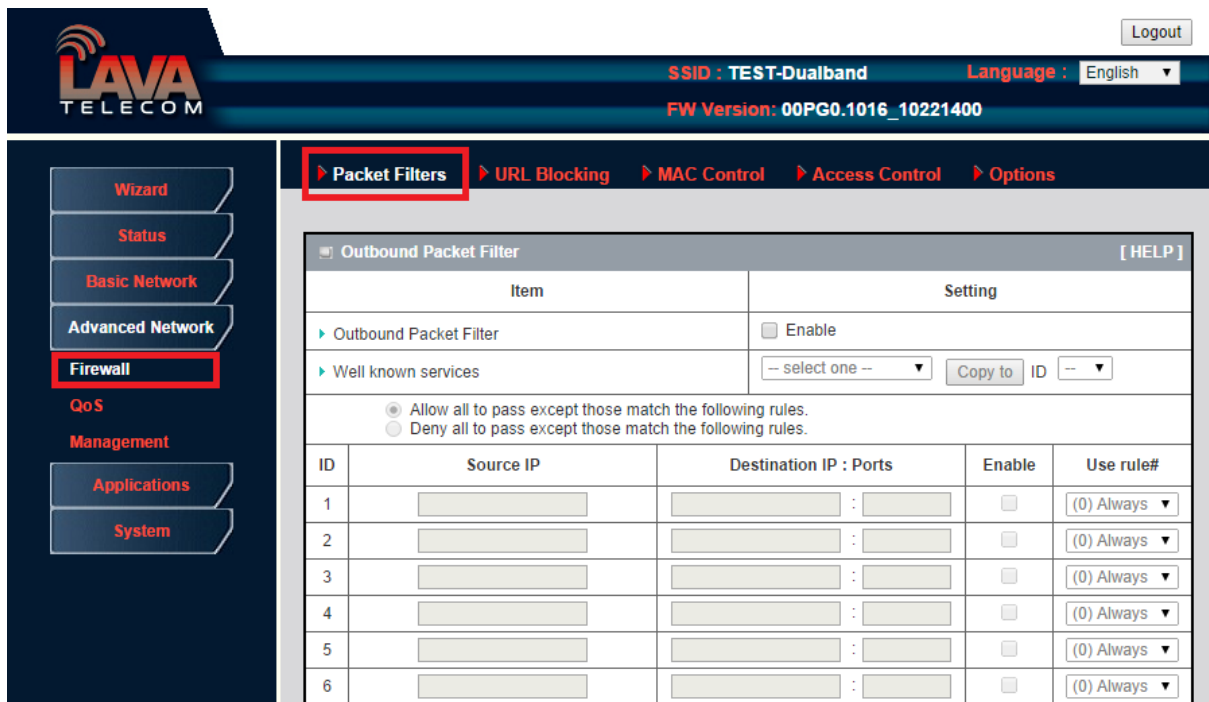 Logout
LAVA
TELECOM
SSID : TEST-Dualband Language : English
FW Version: 00PG0.1016_10221400
Packet Filters URL Blocking MAC Control Access Control Options
Wizard
Status
Basic Network
Advanced Network
Firewall
QoS
Management
Applications
System
Outbound Packet Filter [ HELP ]
Item Setting
Outbound Packet Filter Enable
Well known services -- select one -- Copy to ID --
Allow all to pass except those match the following rules.
Deny all to pass except those match the following rules.
ID Source IP Destination IP : Ports Enable Use rule#
1 : (0) Always
2 : (0) Always
3 : (0) Always
4 : (0) Always
5 : (0) Always
6 : (0) Always